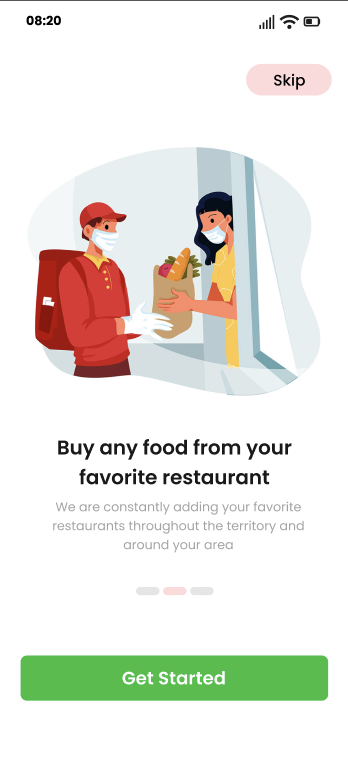 08:20
Skip
Buy any food from your
favorite restaurant
We are constantly adding your favorite
restaurants throughout the territory and
around your area
Get Started